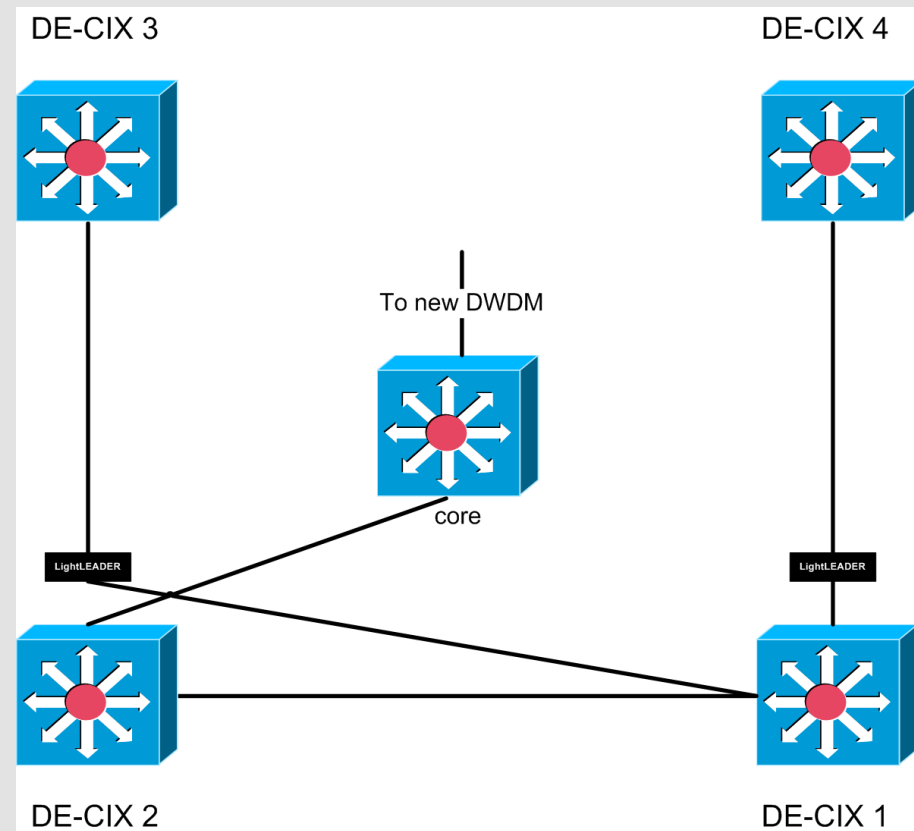 DE-CIX 3
DE-CIX 4
To new DWDM
core
LightLEADER
LightLEADER
DE-CIX 2
DE-CIX 1